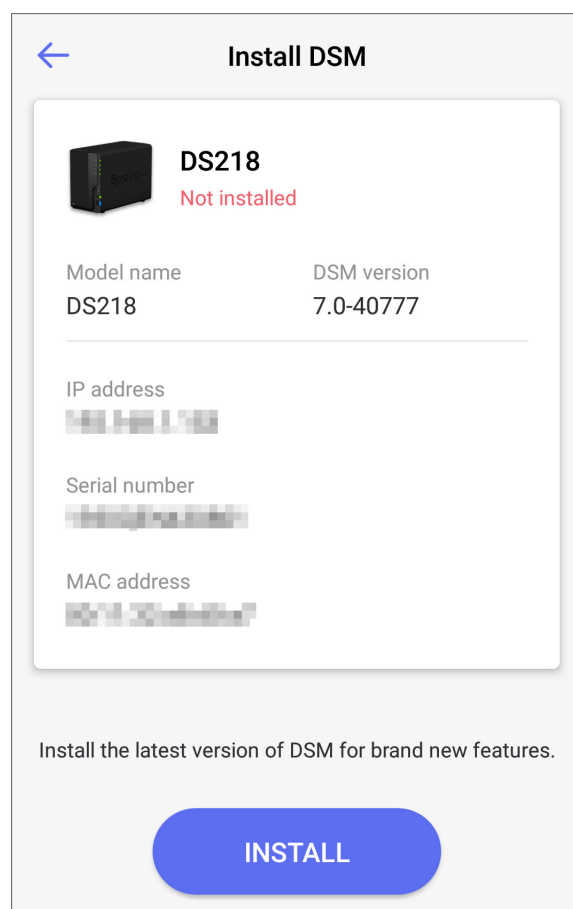 Install DSM
DS218
Not installed
Model name
DSM version
DS218
7.0-40777
IP address
Serial number
MAC address
Install the latest version of DSM for brand new features.
INSTALL